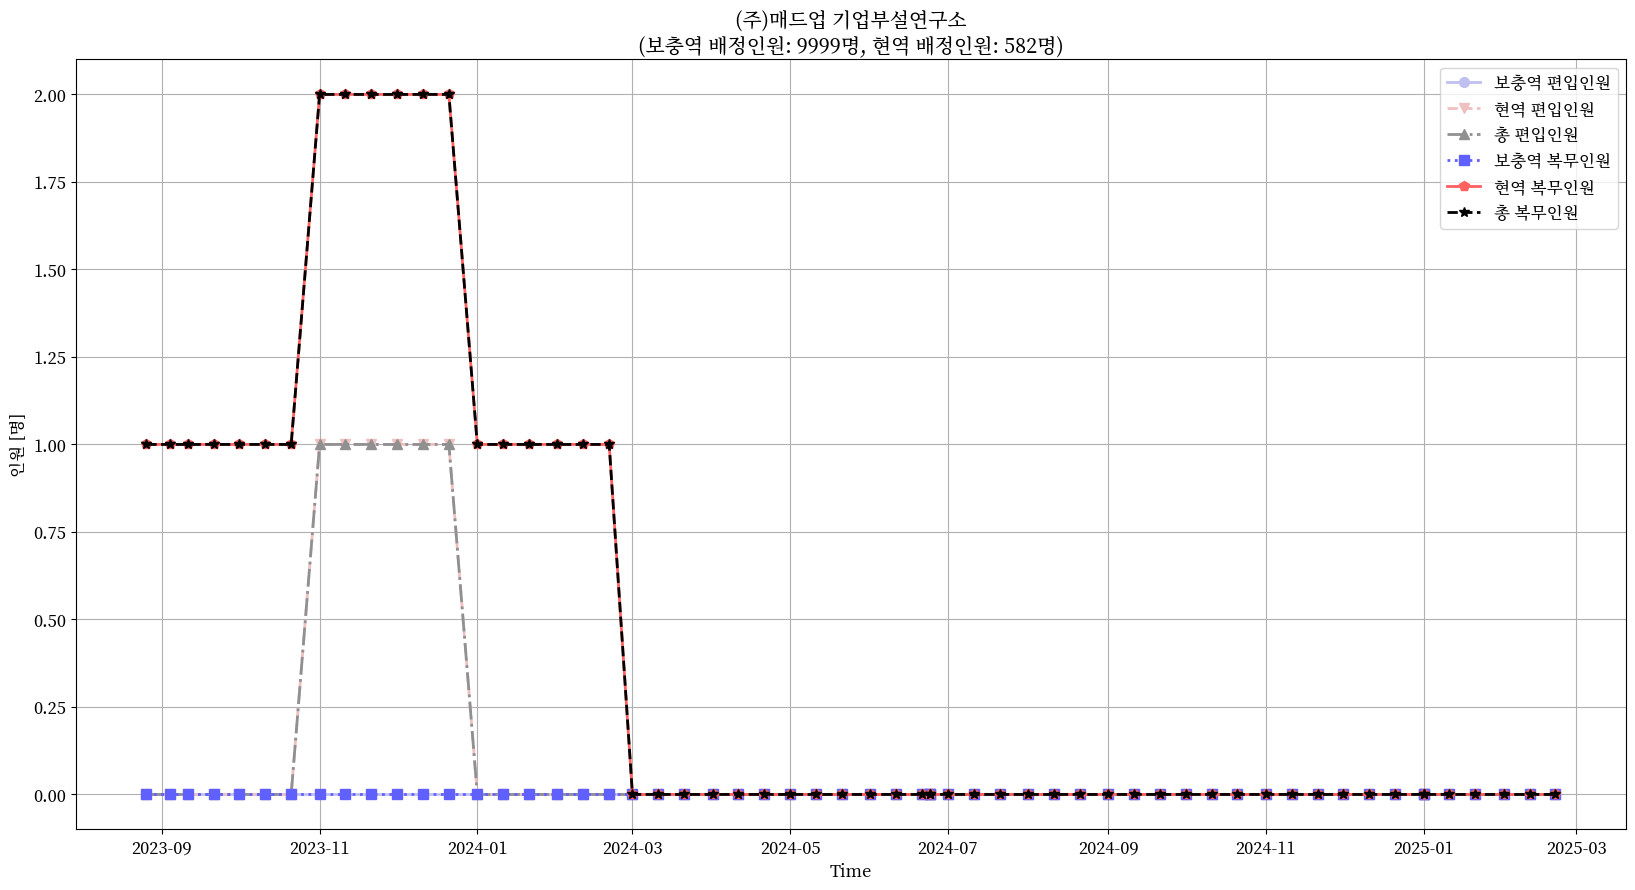 (주)매드업 기업부설연구소
(보충역 배정인원: 9999명, 현역 배정인원: 582명)
보충역 편입인원
현역 편입인원
총 편입인원
보충역 복무인원
현역 복무인원
총 복무인원
2.00
1.75
1.50
1.25
1.00
0.75
0.50
0.25
0.00
인원 [명]
2023-09 2023-11 2024-01 2024-03 2024-05 2024-07 2024-09 2024-11 2025-01 2025-03
Time